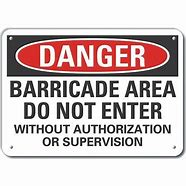 DANGER
BARRICADE AREA
DO NOT ENTER
WITHOUT AUTHORIZATION
OR SUPERVISION